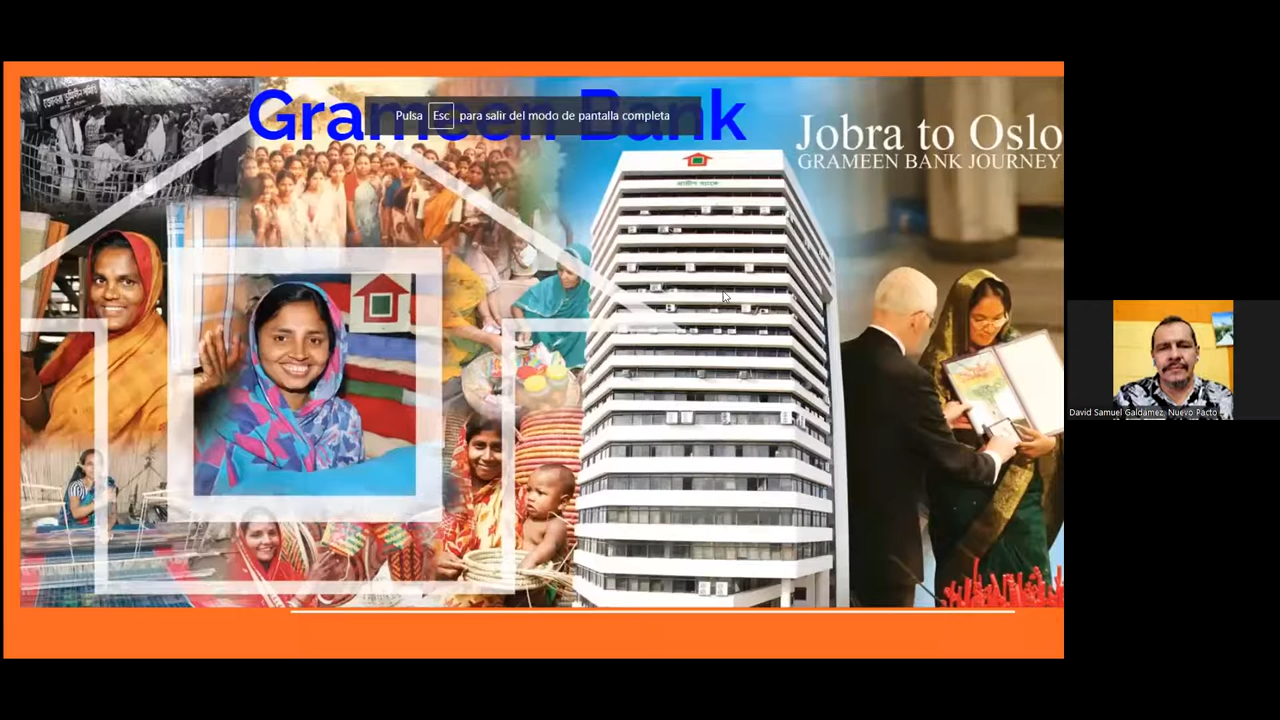 Grameen Bank
Pulsa Esc para salir del modo de pantalla completa
Jobra to Oslo
GRAMEEN BANK JOURNEY
গ্রামীণ ব্যাংক
David Samuel Galdamez Nuevo Pacto